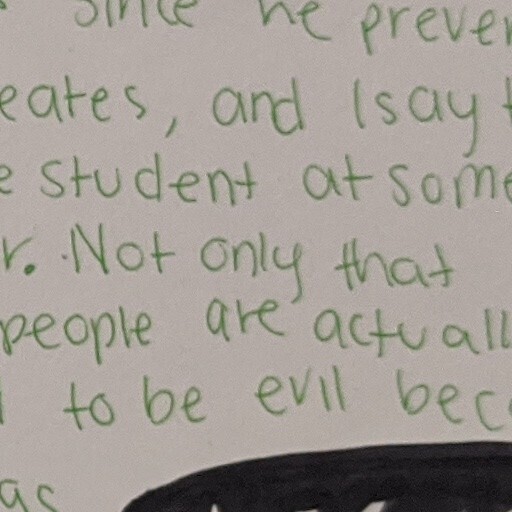 since he preven
eates, and I say t
e student at some
r. Not only that
people are actuall
to be evil bec
as